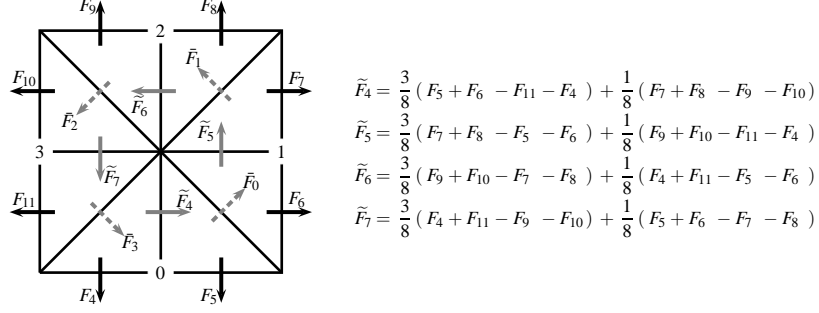 F₉ F₈
2
F̄₁
F₁₀ F₇
F̃₆
F̄₂ F̃₅
3 1
F̃₇ F̄₀
F₁₁ F̃₄ F₆
F̄₃
0
F₄ F₅
F̃₄ = 3/8 ( F₅ + F₆ − F₁₁ − F₄ ) + 1/8 ( F₇ + F₈ − F₉ − F₁₀ )
F̃₅ = 3/8 ( F₇ + F₈ − F₅ − F₆ ) + 1/8 ( F₉ + F₁₀ − F₁₁ − F₄ )
F̃₆ = 3/8 ( F₉ + F₁₀ − F₇ − F₈ ) + 1/8 ( F₄ + F₁₁ − F₅ − F₆ )
F̃₇ = 3/8 ( F₄ + F₁₁ − F₉ − F₁₀ ) + 1/8 ( F₅ + F₆ − F₇ − F₈ )